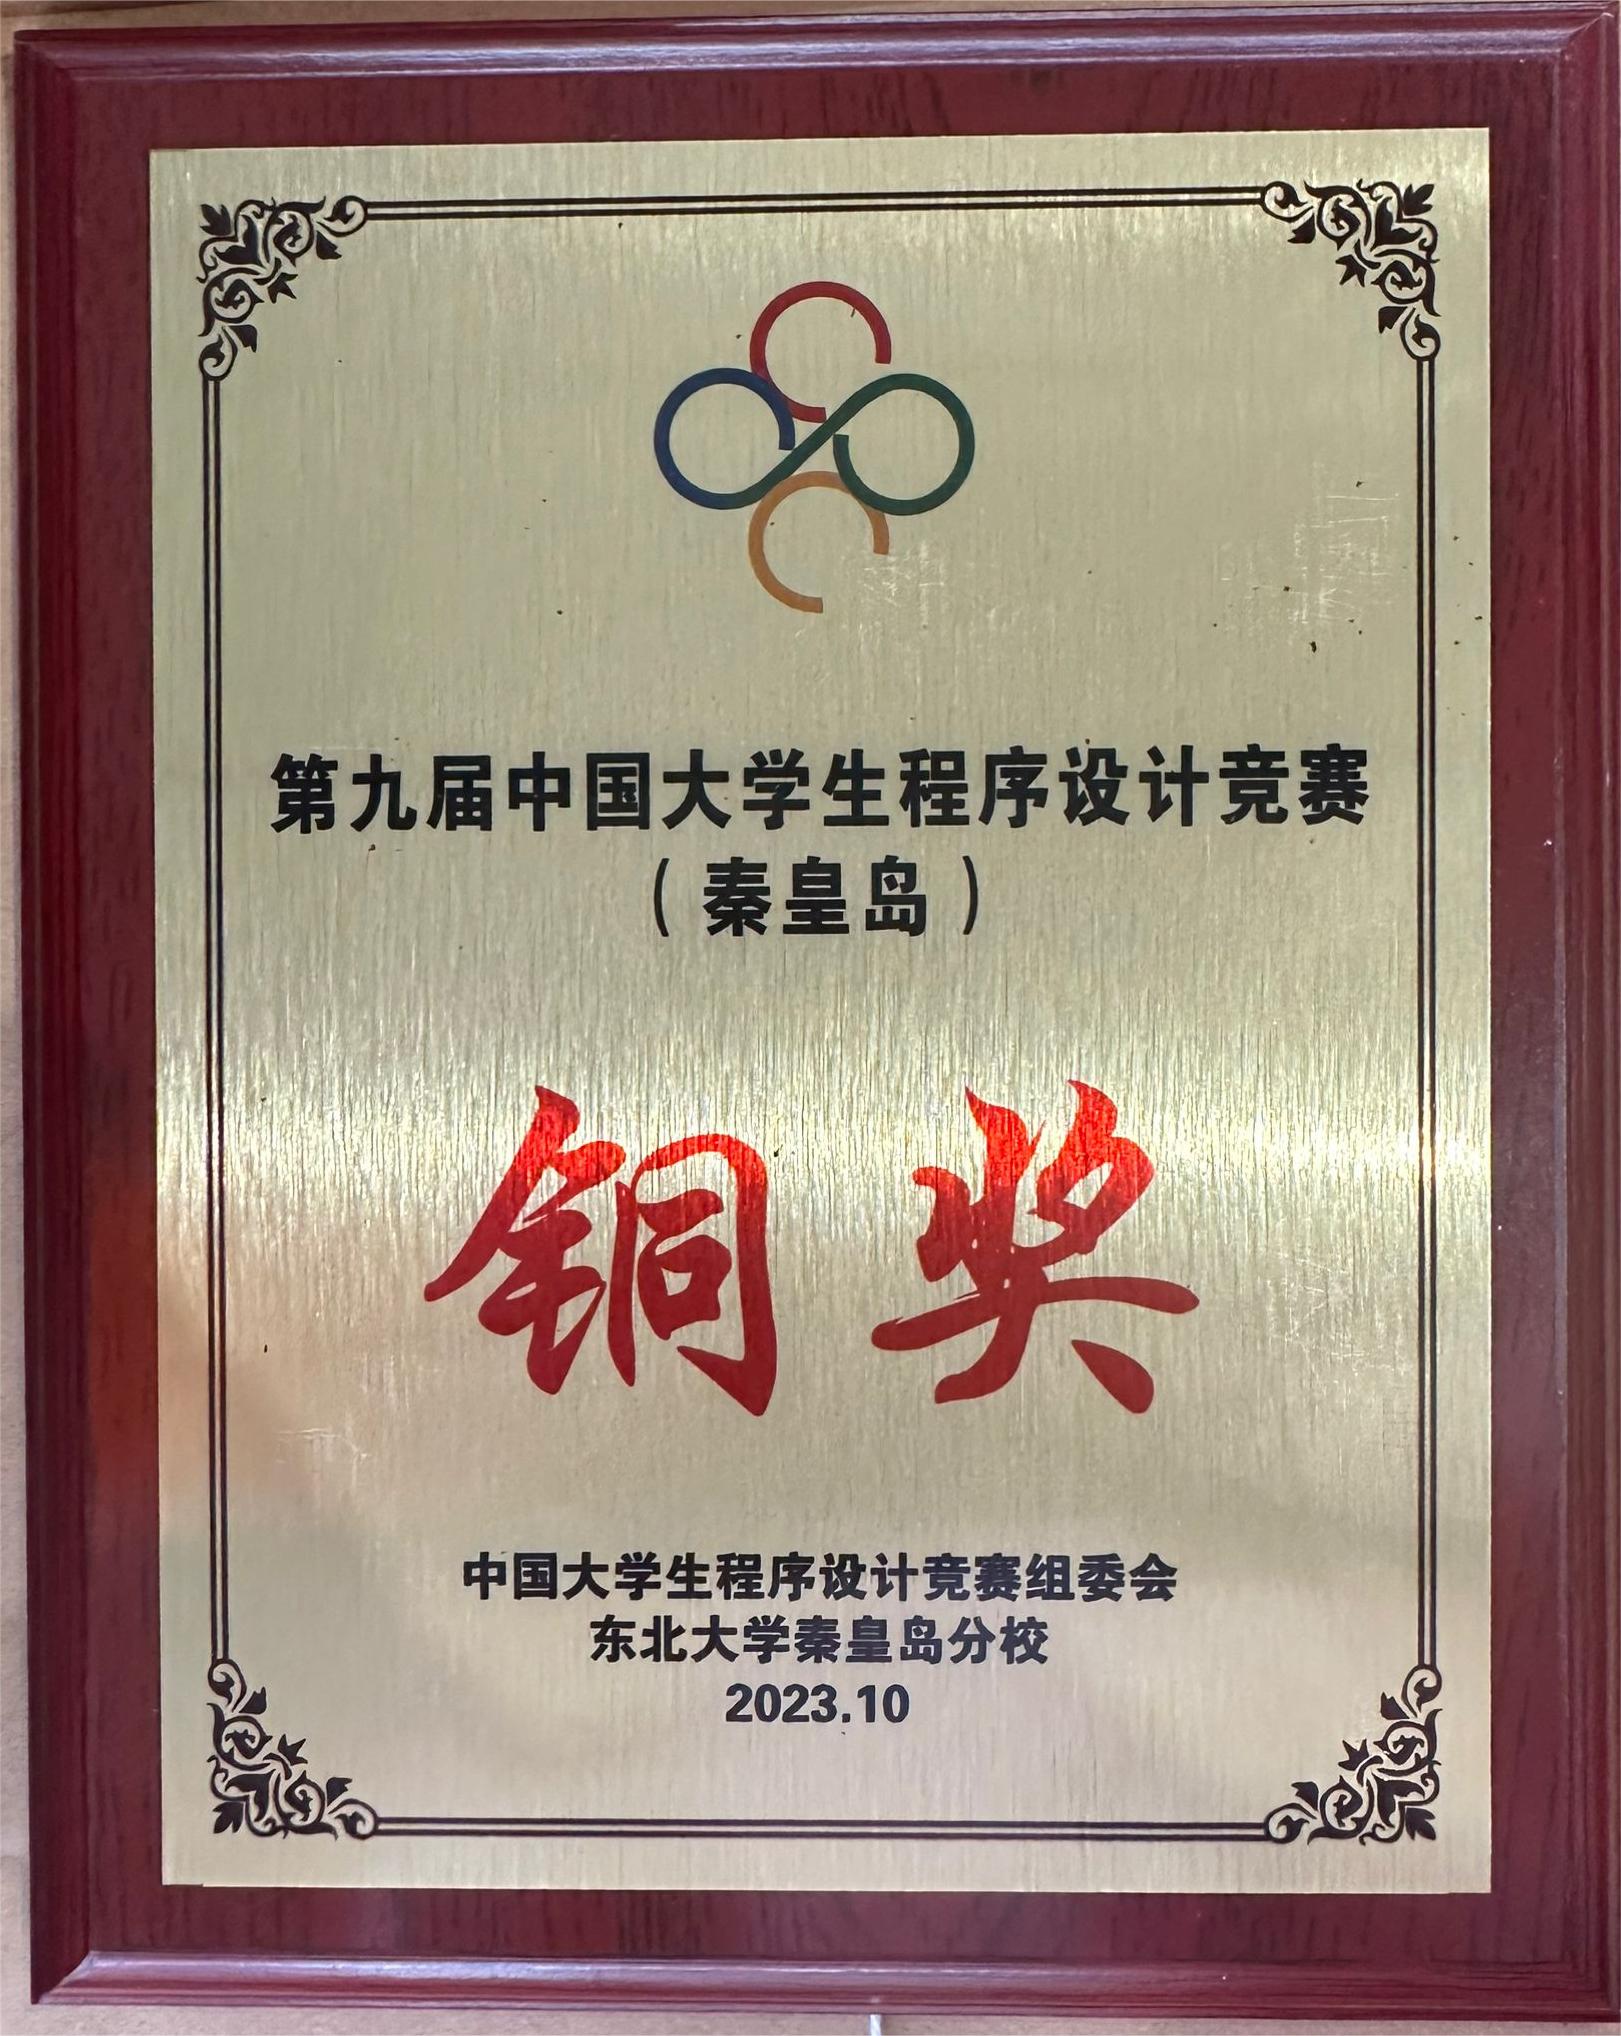 第九届中国大学生程序设计竞赛
（秦皇岛）
铜奖
中国大学生程序设计竞赛组委会
东北大学秦皇岛分校
2023.10